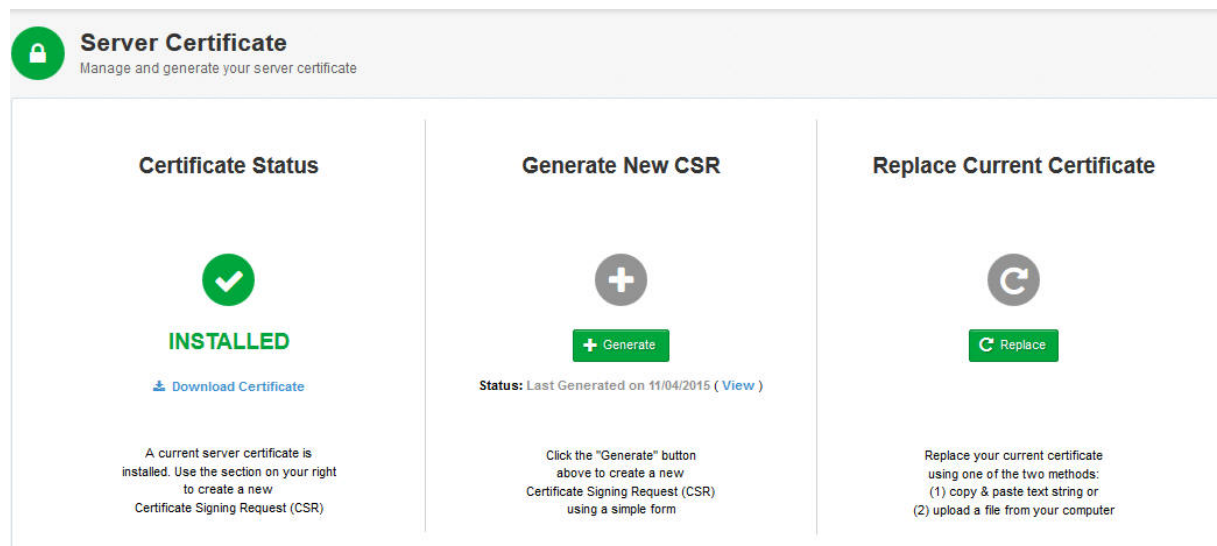 Server Certificate
Manage and generate your server certificate
Certificate Status
INSTALLED
Download Certificate
A current server certificate is
installed. Use the section on your right
to create a new
Certificate Signing Request (CSR)
Generate New CSR
Generate
Status: Last Generated on 11/04/2015 ( View )
Click the "Generate" button
above to create a new
Certificate Signing Request (CSR)
using a simple form
Replace Current Certificate
Replace
Replace your current certificate
using one of the two methods:
(1) copy & paste text string or
(2) upload a file from your computer